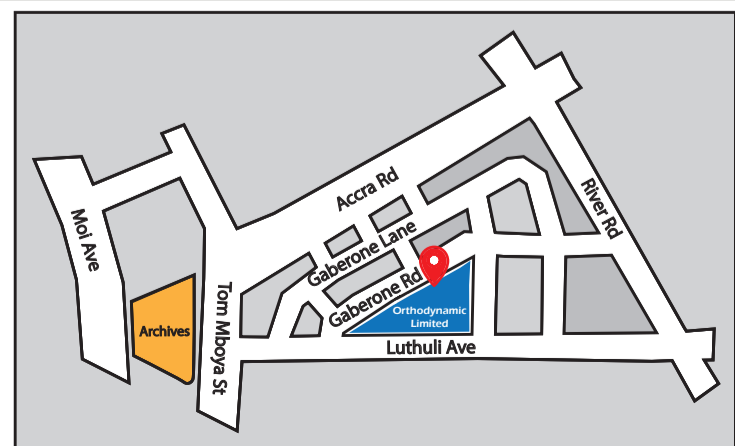 Accra Rd
River Rd
Moi Ave
Gaberone Lane
Gaberone Rd
Tom Mboya St
Archives
Orthodynamic
Limited
Luthuli Ave